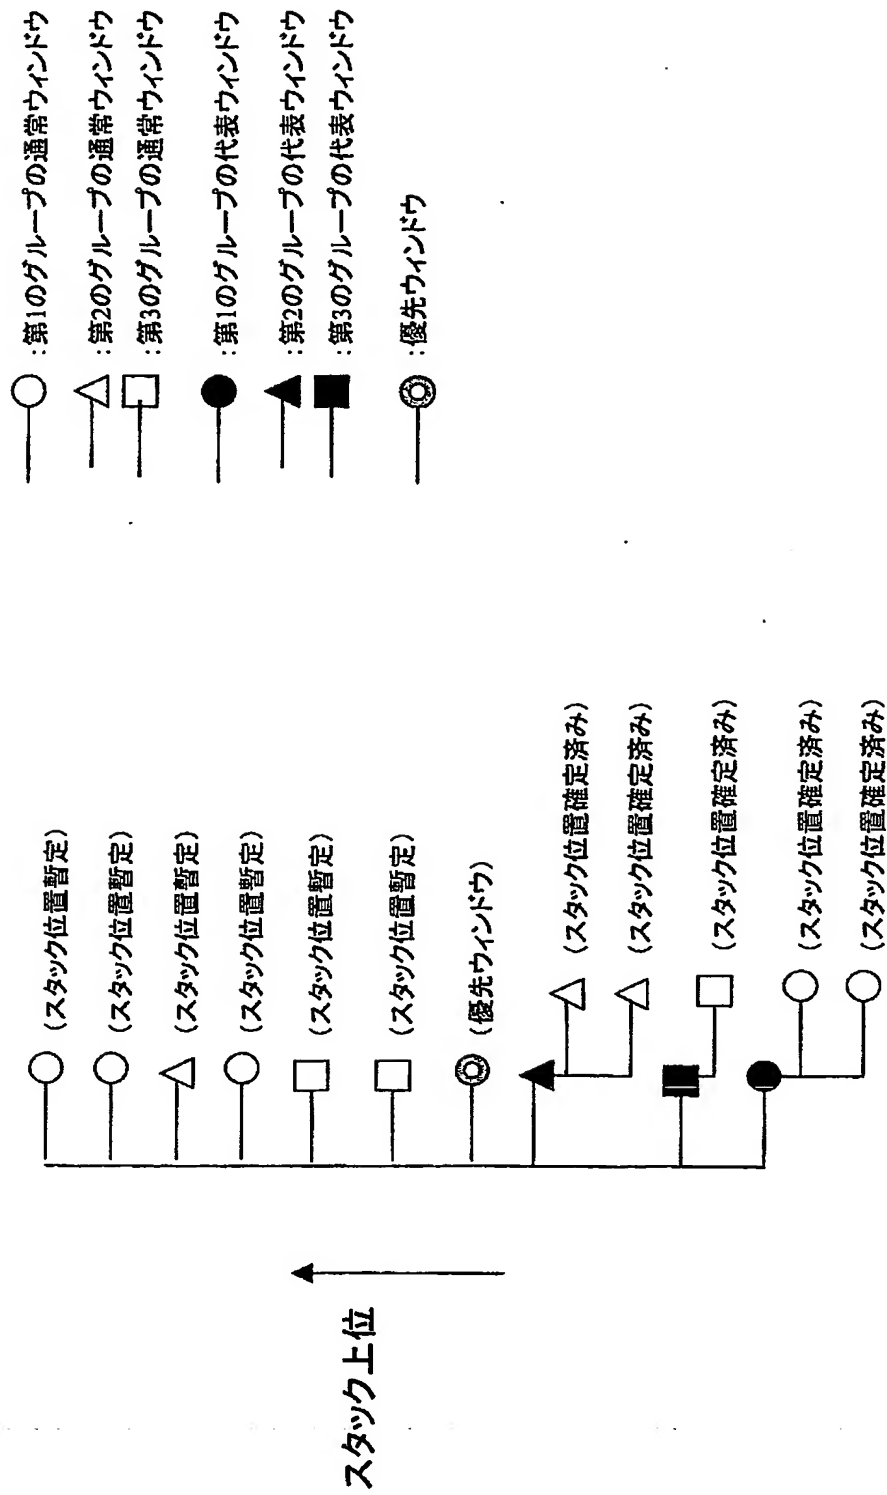 :第1のグループの通常ウィンドウ
:第2のグループの通常ウィンドウ
:第3のグループの通常ウィンドウ
:第1のグループの代表ウィンドウ
:第2のグループの代表ウィンドウ
:第3のグループの代表ウィンドウ
:優先ウィンドウ
(スタック位置暫定)
(スタック位置暫定)
(スタック位置暫定)
(スタック位置暫定)
(スタック位置暫定)
(スタック位置暫定)
(優先ウィンドウ)
(スタック位置確定済み)
(スタック位置確定済み)
(スタック位置確定済み)
(スタック位置確定済み)
(スタック位置確定済み)
スタック上位